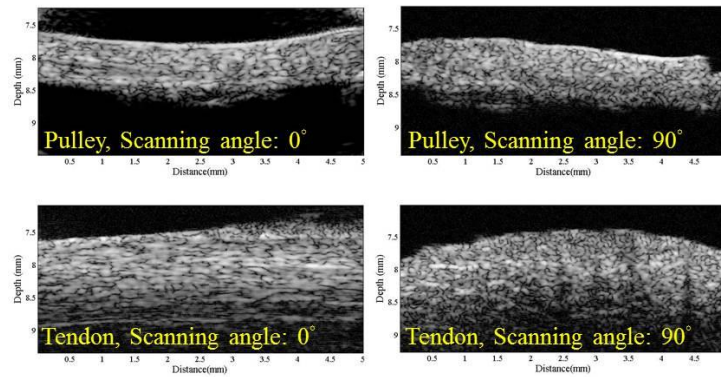 7.5
8
8.5
9
Depth (mm)
Pulley, Scanning angle: 0°
0.5 1 1.5 2 2.5 3 3.5 4 4.5 5
Distance(mm)
7.5
8
8.5
9
Depth (mm)
Pulley, Scanning angle: 90°
0.5 1 1.5 2 2.5 3 3.5 4 4.5
Distance(mm)
7.5
8
8.5
9
Depth (mm)
Tendon, Scanning angle: 0°
0.5 1 1.5 2 2.5 3 3.5 4 4.5 5
Distance(mm)
7.5
8
8.5
9
Depth (mm)
Tendon, Scanning angle: 90°
0.5 1 1.5 2 2.5 3 3.5 4 4.5
Distance(mm)